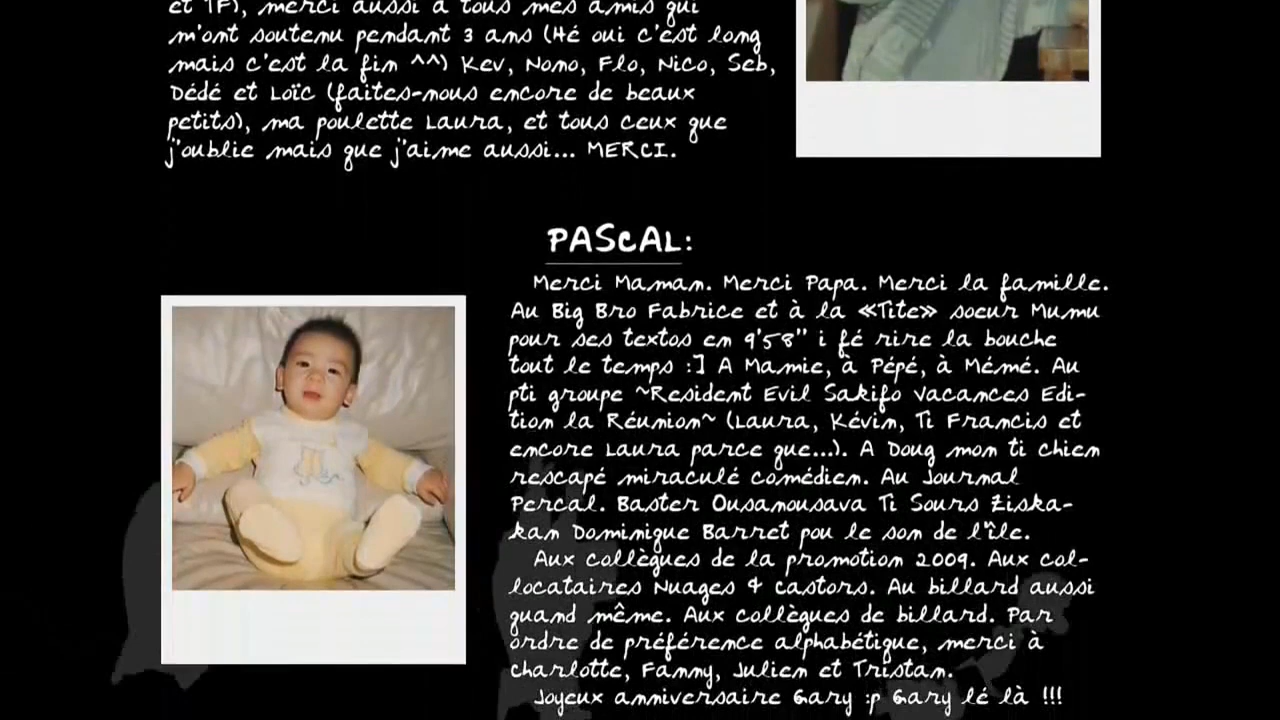 et TF), merci aussi à tous mes amis qui
m'ont soutenu pendant 3 ans (Hé oui c'est long
mais c'est la fin ^^) Kev, Nono, Flo, Nico, Seb,
Dédé et Loïc (faites-nous encore de beaux
petits), ma poulette Laura, et tous ceux que
j'oublie mais que j'aime aussi... MERCI.
PASCAL:
Merci Maman. Merci Papa. Merci la famille.
Au Big Bro Fabrice et à la «Tite» soeur Mumu
pour ses textos en 9'58" i fé rire la bouche
tout le temps :] A Mamie, à Pépé, à Mémé. Au
pti groupe ~Resident Evil Sakifo Vacances Edi-
tion la Réunion~ (Laura, Kévin, Ti Francis et
encore Laura parce que...). A Doug mon ti chien
rescapé miraculé comédien. Au Journal
Percal. Baster Ousanousava Ti Sours Ziska-
kan Dominique Barret pou le son de l'île.
Aux collègues de la promotion 2009. Aux col-
locataires Nuages & Castors. Au billard aussi
quand même. Aux collègues de billard. Par
ordre de préférence alphabétique, merci à
Charlotte, Fanny, Julien et Tristan.
Joyeux anniversaire Gary :p Gary lé là !!!